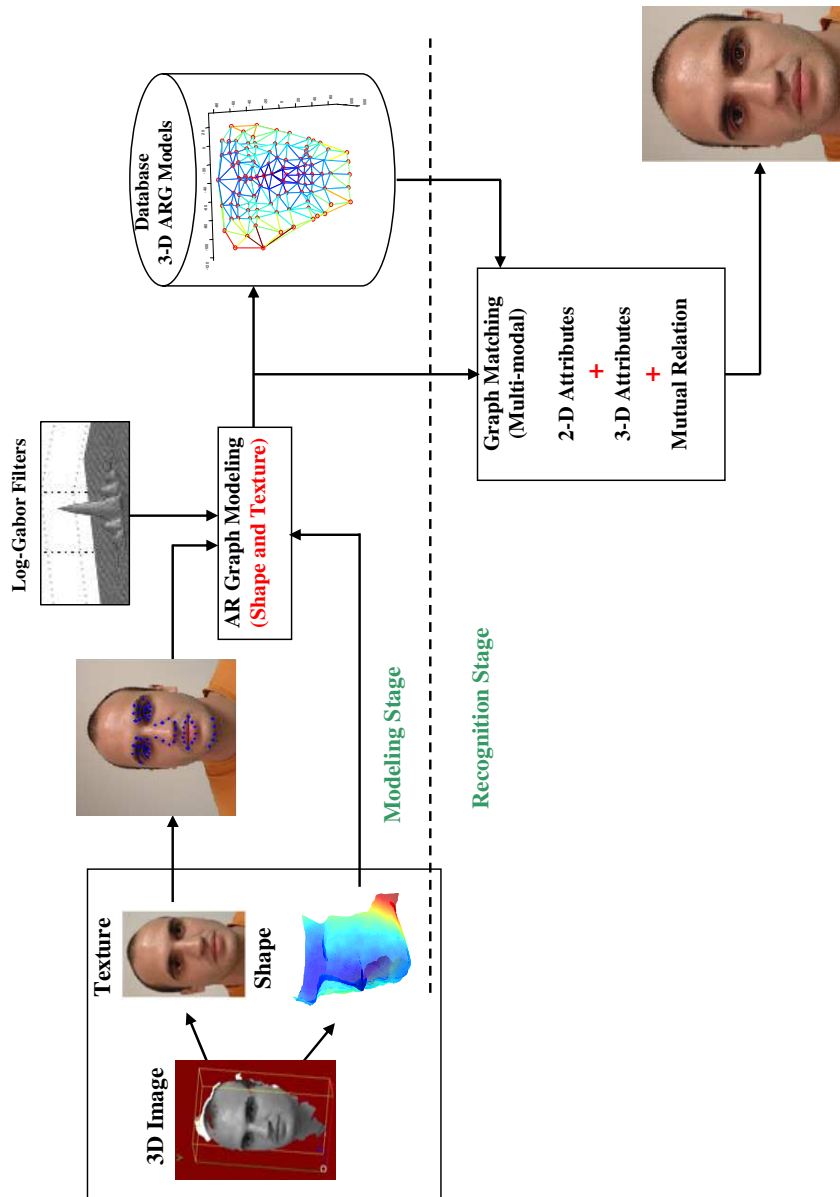 3D Image
Texture
Shape
Log-Gabor Filters
AR Graph Modeling
(Shape and Texture)
Database
3-D ARG Models
Modeling Stage
Recognition Stage
Graph Matching
(Multi-modal)
2-D Attributes
+
3-D Attributes
+
Mutual Relation